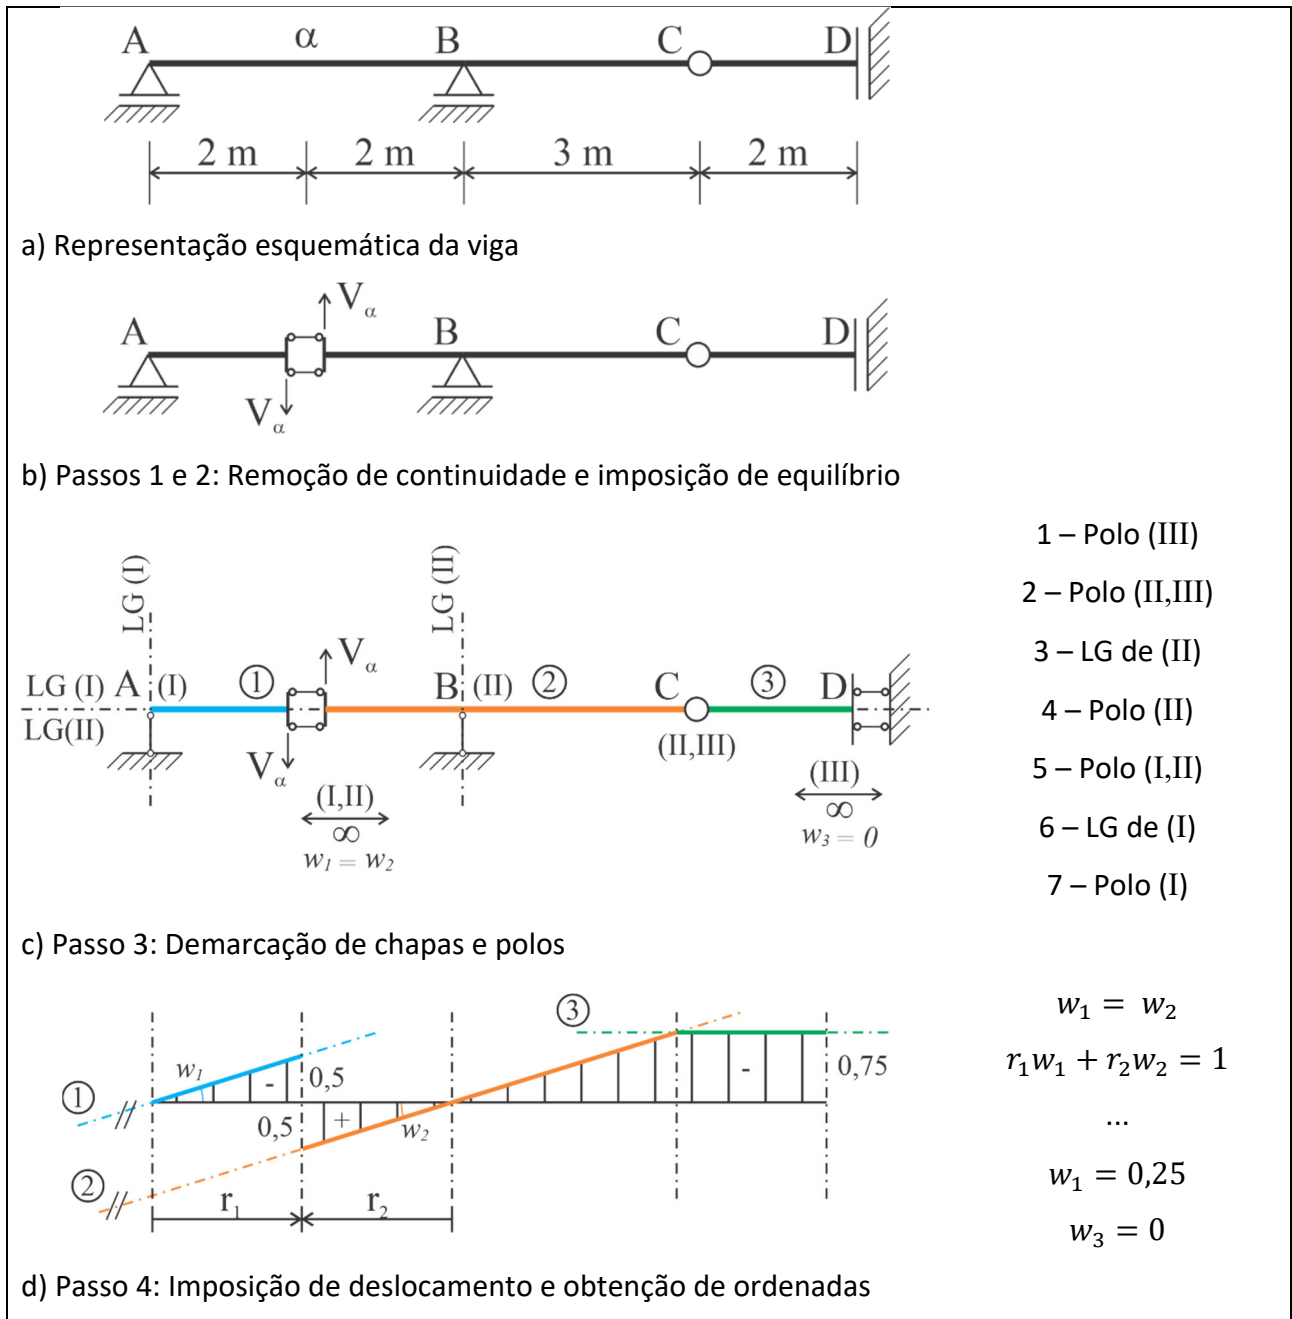 A α B C D
2 m 2 m 3 m 2 m
a) Representação esquemática da viga
A Vα B C D
Vα
b) Passos 1 e 2: Remoção de continuidade e imposição de equilíbrio
LG (I) LG (II)
LG (I) A (I) 1 Vα B (II) 2 C 3 D
LG(II)
Vα (II,III)
(I,II) (III)
∞ ∞
w1 = w2 w3 = 0
1 – Polo (III)
2 – Polo (II,III)
3 – LG de (II)
4 – Polo (II)
5 – Polo (I,II)
6 – LG de (I)
7 – Polo (I)
c) Passo 3: Demarcação de chapas e polos
3
w1 - 0,5 - 0,75
1
0,5 + w2
2
r1 r2
w1 = w2
r1w1 + r2w2 = 1
...
w1 = 0,25
w3 = 0
d) Passo 4: Imposição de deslocamento e obtenção de ordenadas